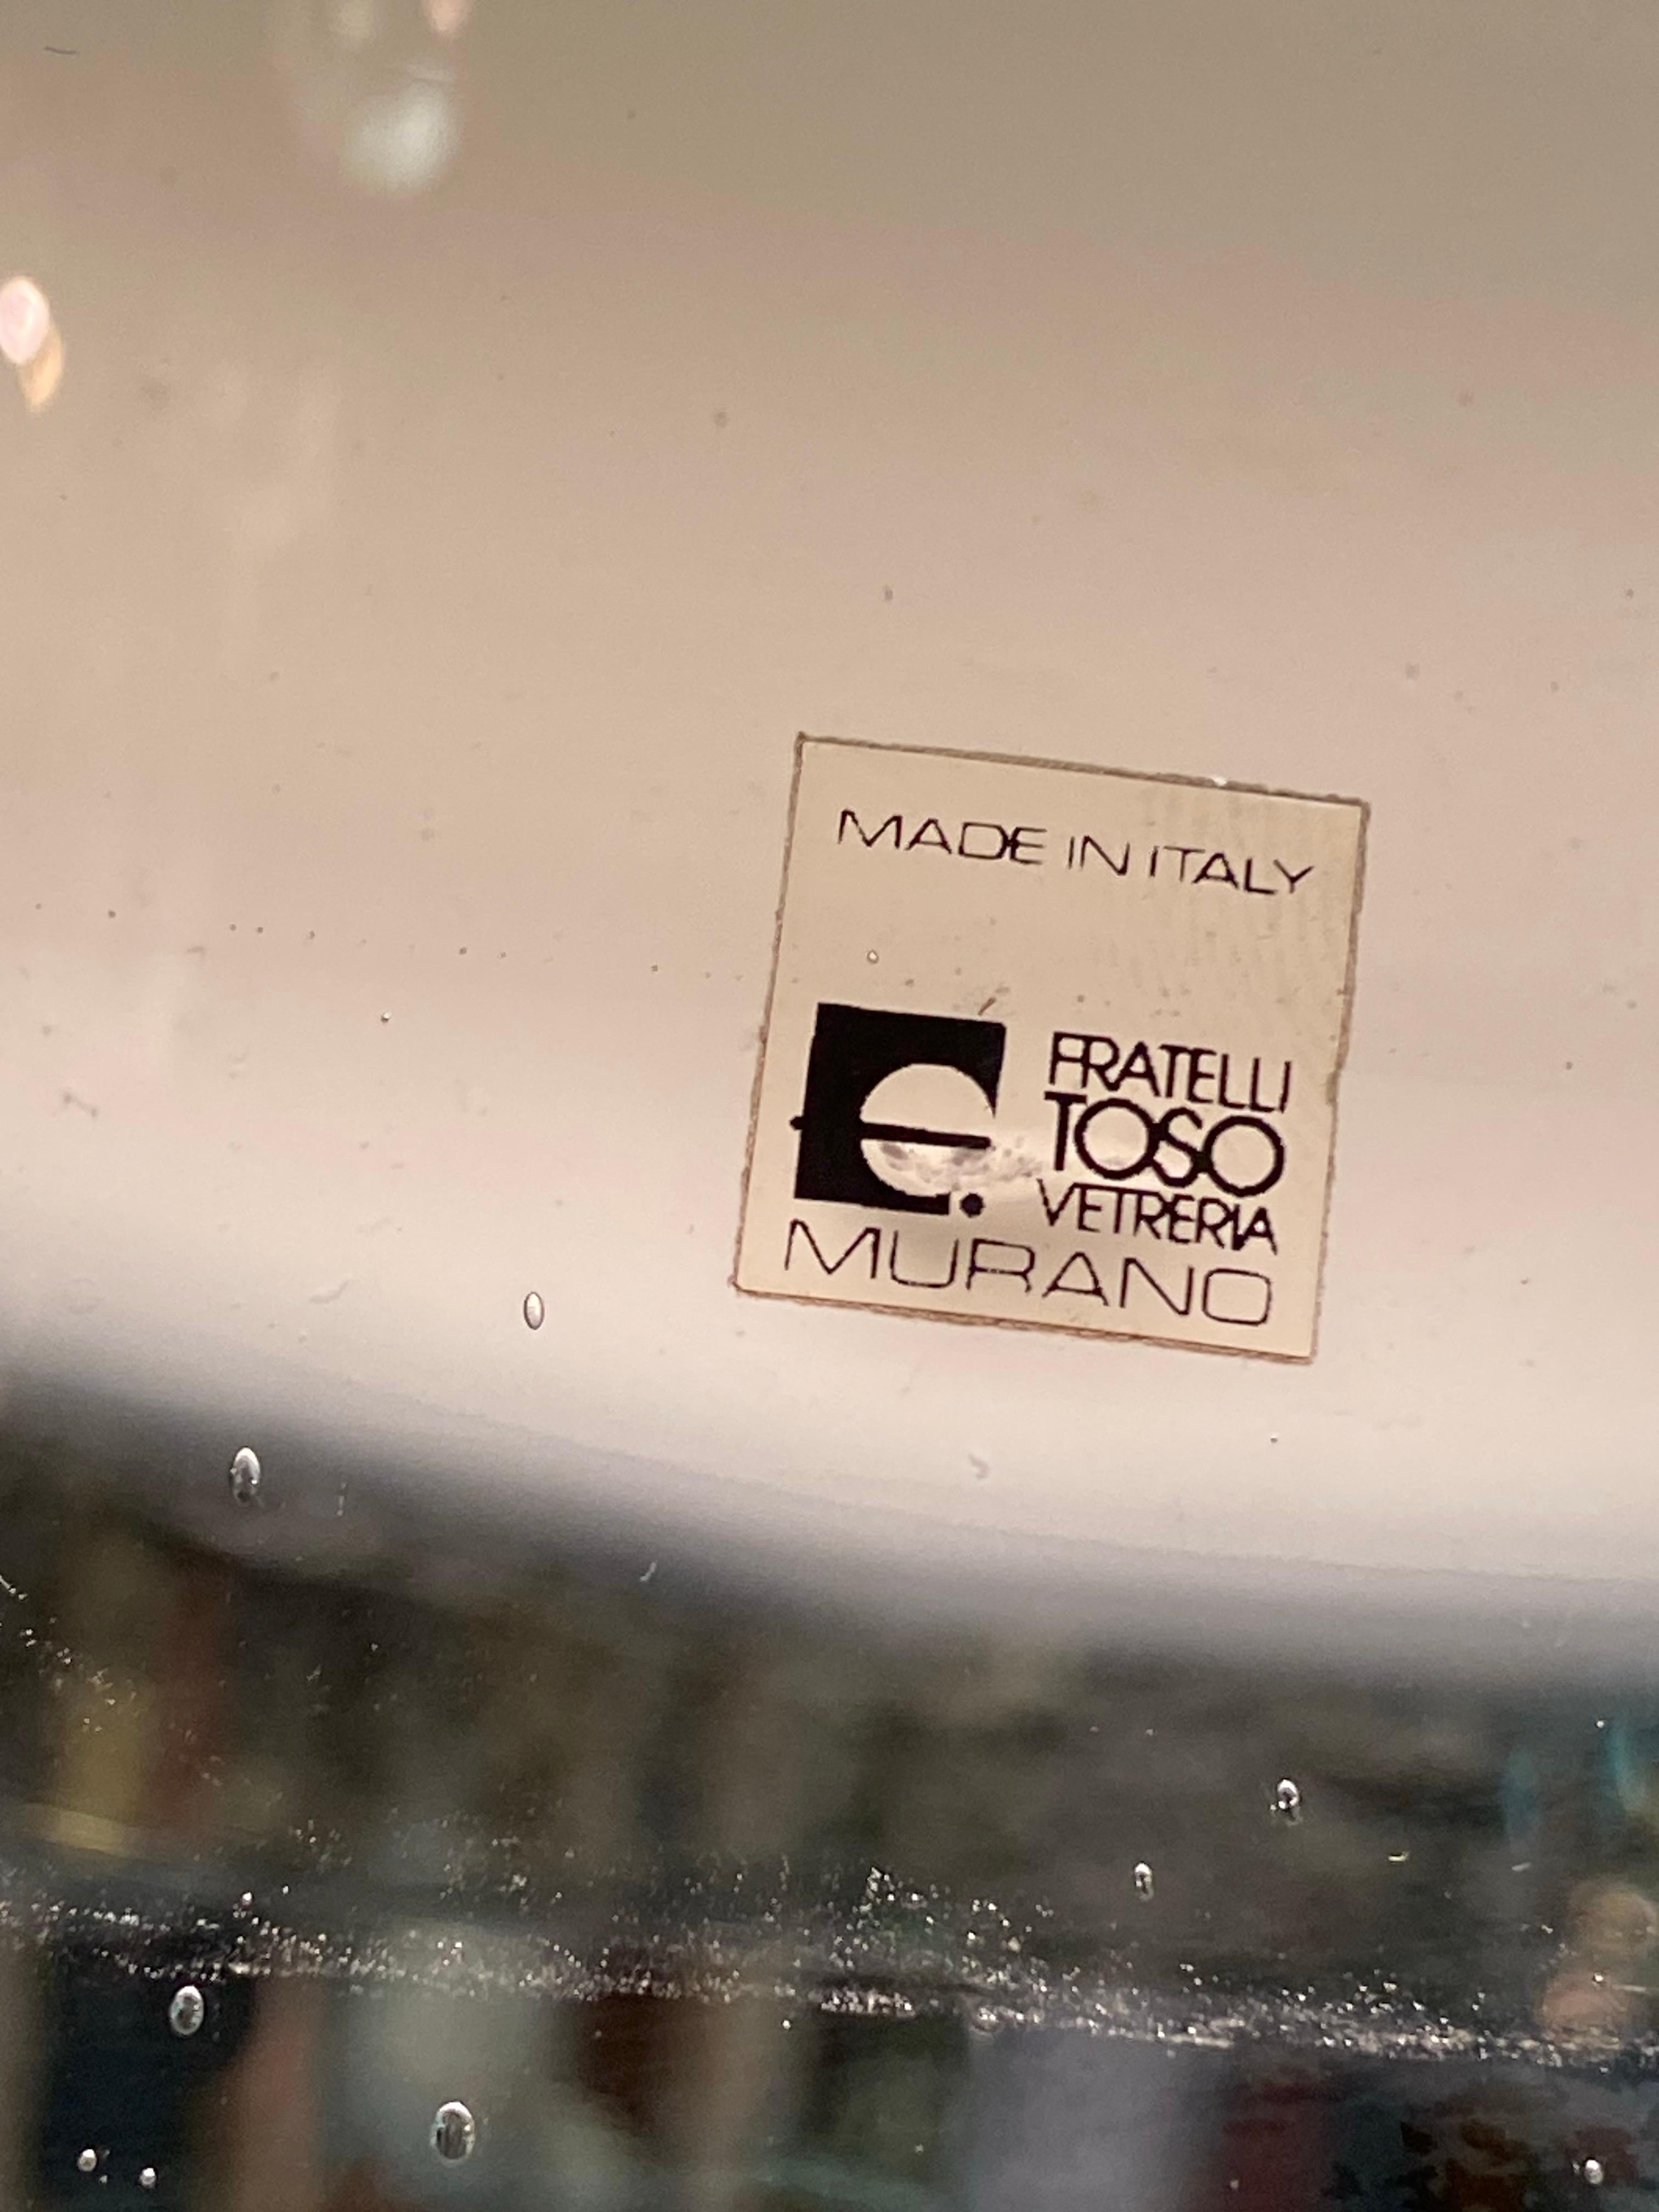 MADE IN ITALY
FRATELLI
TOSO
VETRERIA
MURANO